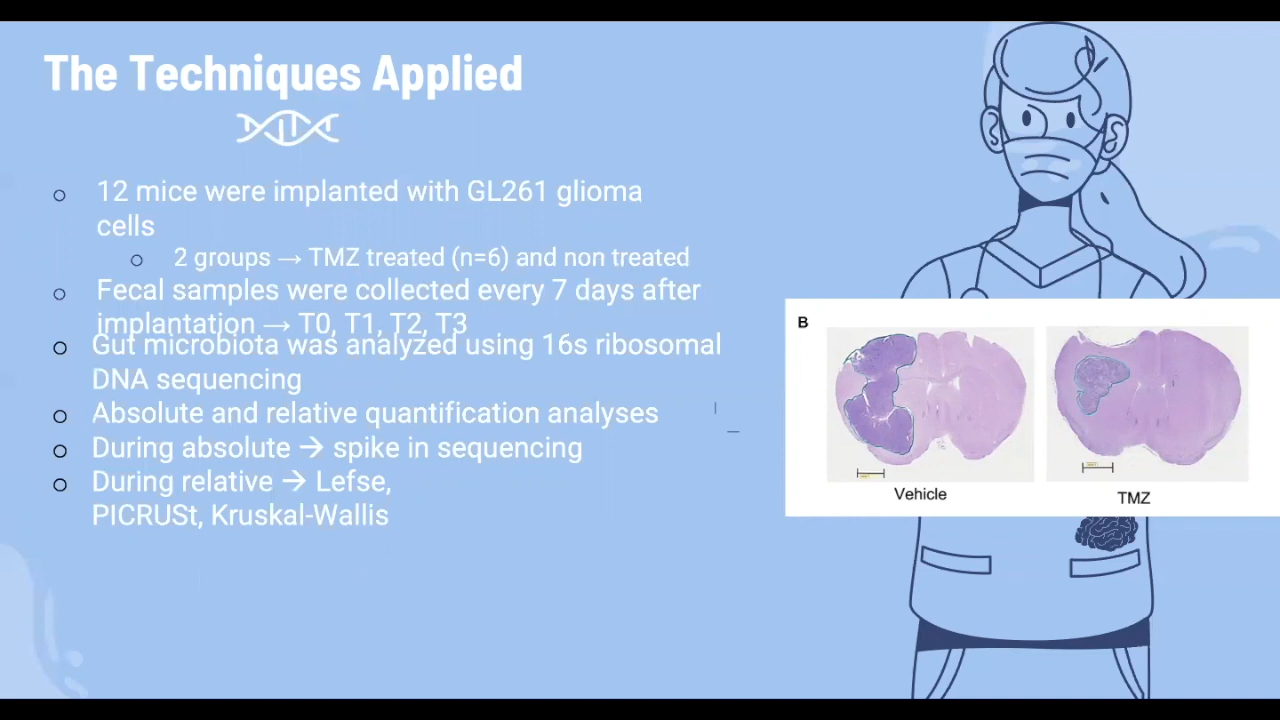 The Techniques Applied
12 mice were implanted with GL261 glioma
cells
2 groups → TMZ treated (n=6) and non treated
Fecal samples were collected every 7 days after
implantation → T0, T1, T2, T3
Gut microbiota was analyzed using 16s ribosomal
DNA sequencing
Absolute and relative quantification analyses
During absolute → spike in sequencing
During relative → Lefse,
PICRUSt, Kruskal-Wallis
B
Vehicle
TMZ